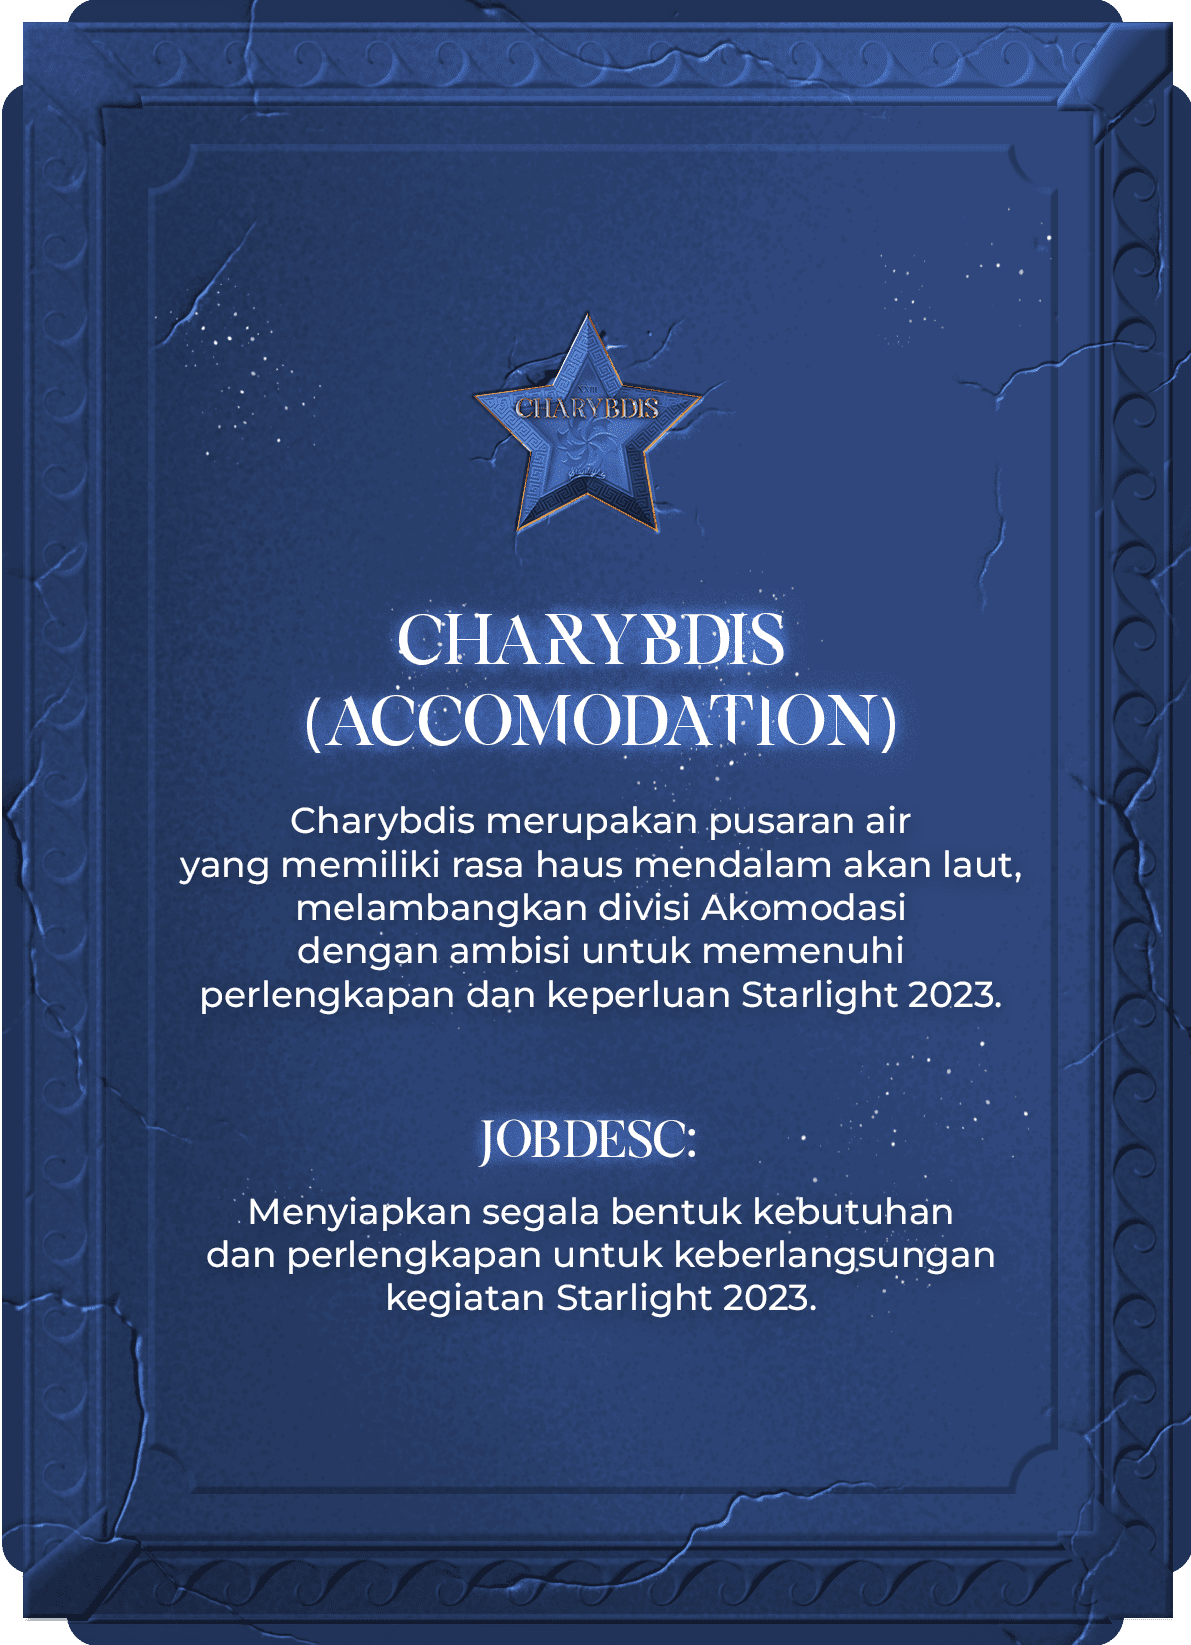 XXIII
CHARYBDIS
CHARYBDIS
(ACCOMODATION)
Charybdis merupakan pusaran air
yang memiliki rasa haus mendalam akan laut,
melambangkan divisi Akomodasi
dengan ambisi untuk memenuhi
perlengkapan dan keperluan Starlight 2023.
JOBDESC:
Menyiapkan segala bentuk kebutuhan
dan perlengkapan untuk keberlangsungan
kegiatan Starlight 2023.